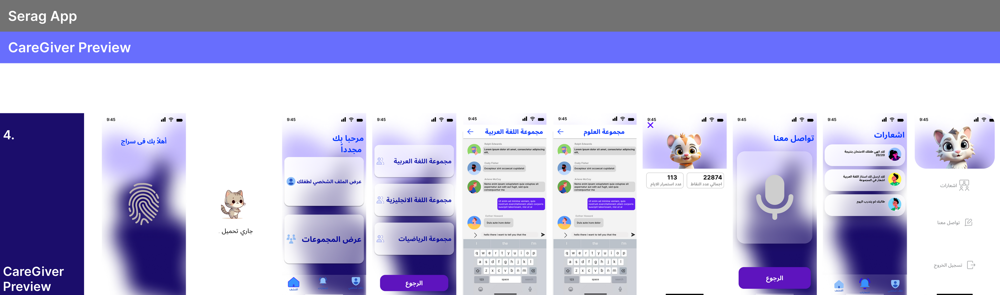 Serag App
CareGiver Preview
4.
CareGiver
Preview
9:45
أهلاً بك فى سراج
جاري تحميل .
9:45
مرحبا بك
مجدداً
عرض الملف الشخصي لطفلك
عرض المجموعات
اكتشف
اشعارات
ملف شخصي
9:45
مجموعة اللغة العربية
مجموعة اللغة الانجليزية
مجموعة الرياضيات
الرجوع
9:45
مجموعة اللغة العربية
Ralph Edwards
Lorem ipsum dolor sit amet, consectetur adipiscing
elit,
Cody Fisher
Excepteur sint occaecat cupidatat
Arlene McCoy
Nemo enim ipsam voluptatem quia voluptas sit
aspernatur aut odit aut fugit, sed quia
consequuntur ma
Ut enim ad minima veniam, quis
nostrum exercitationem ullam corporis
suscipit laboriosam, nisi ut al
Esther Howard
Duis aute irure dolor
hello there i want to tell you that the
I the I'm
q w e r t y u i o p
a s d f g h j k l
z x c v b n m
123 space search
9:45
مجموعة العلوم
Ralph Edwards
Lorem ipsum dolor sit amet, consectetur adipiscing
elit,
Cody Fisher
Excepteur sint occaecat cupidatat
Arlene McCoy
Nemo enim ipsam voluptatem quia voluptas sit
aspernatur aut odit aut fugit, sed quia
consequuntur ma
Ut enim ad minima veniam, quis
nostrum exercitationem ullam corporis
suscipit laboriosam, nisi ut al
Esther Howard
Duis aute irure dolor
hello there i want to tell you that the
I the I'm
q w e r t y u i o p
a s d f g h j k l
z x c v b n m
123 space search
9:45
22874
اجمالي عدد النقاط
113
عدد استمرار الايام
9:45
تواصل معنا
الرجوع
9:45
اشعارات
لقد انهي طفلك الامتحان بنتيجة
20/20
لقد ارسل لك استاذ اللغة العربية
اشعار في المجموعة
طالبك لم يتدرب اليوم
اكتشف
اشعارات
ملف شخصي
9:45
اشعارات
تواصل معنا
تسجيل الخروج